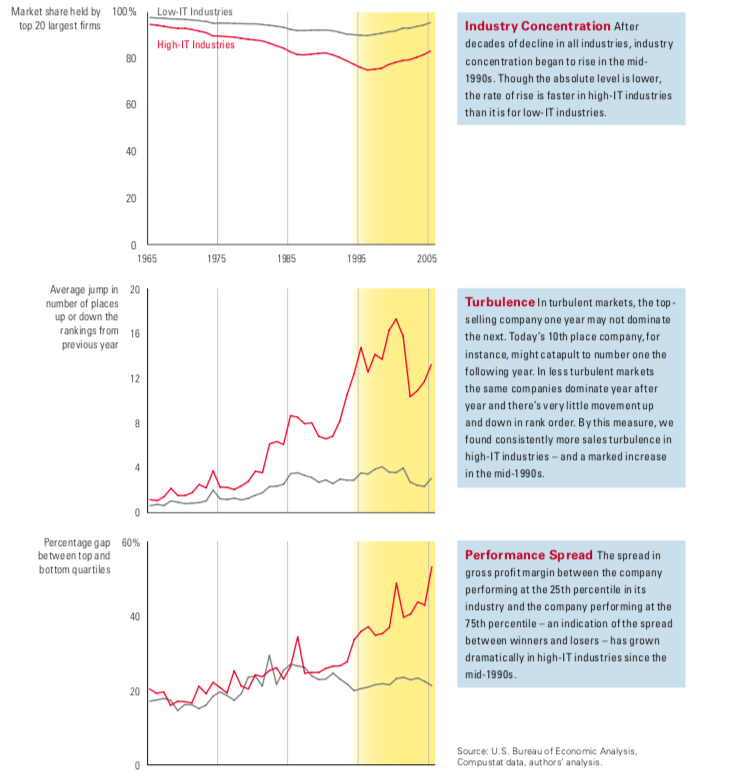 Market share held by
top 20 largest firms
100%
80
60
40
20
0
Low-IT Industries
High-IT Industries
1965
1975
1985
1995
2005
Industry Concentration After
decades of decline in all industries, industry
concentration began to rise in the mid-
1990s. Though the absolute level is lower,
the rate of rise is faster in high-IT industries
than it is for low-IT industries.
Average jump in
number of places
up or down the
rankings from
previous year
20
16
12
8
4
0
Turbulence In turbulent markets, the top-
selling company one year may not dominate
the next. Today's 10th place company, for
instance, might catapult to number one the
following year. In less turbulent markets
the same companies dominate year after
year and there's very little movement up
and down in rank order. By this measure, we
found consistently more sales turbulence in
high-IT industries – and a marked increase
in the mid-1990s.
Percentage gap
between top and
bottom quartiles
60%
40
20
0
Performance Spread The spread in
gross profit margin between the company
performing at the 25th percentile in its
industry and the company performing at the
75th percentile – an indication of the spread
between winners and losers – has grown
dramatically in high-IT industries since the
mid-1990s.
Source: U.S. Bureau of Economic Analysis,
Compustat data, authors' analysis.